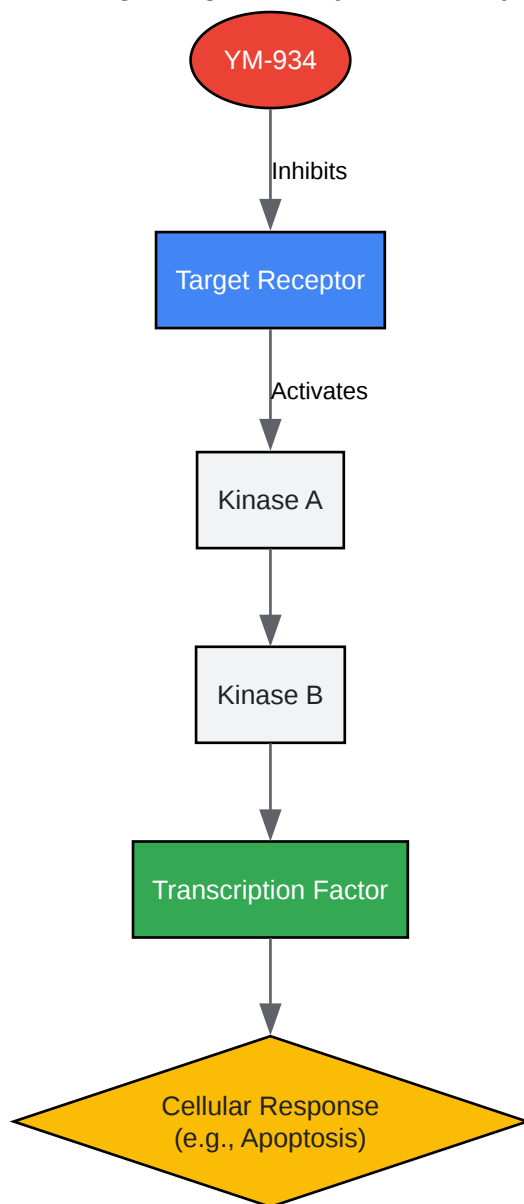 YM-934
Inhibits
Target Receptor
Activates
Kinase A
Kinase B
Transcription Factor
Cellular Response
(e.g., Apoptosis)